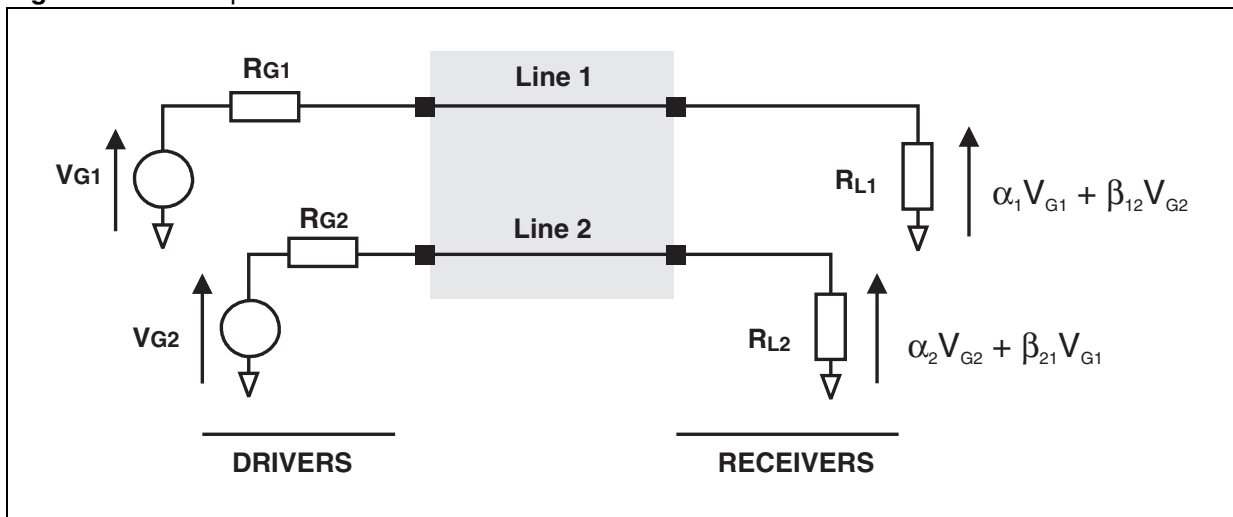 RG1
Line 1
VG1
RL1
α₁VG1 + β₁₂VG2
RG2
Line 2
VG2
RL2
α₂VG2 + β₂₁VG1
DRIVERS
RECEIVERS